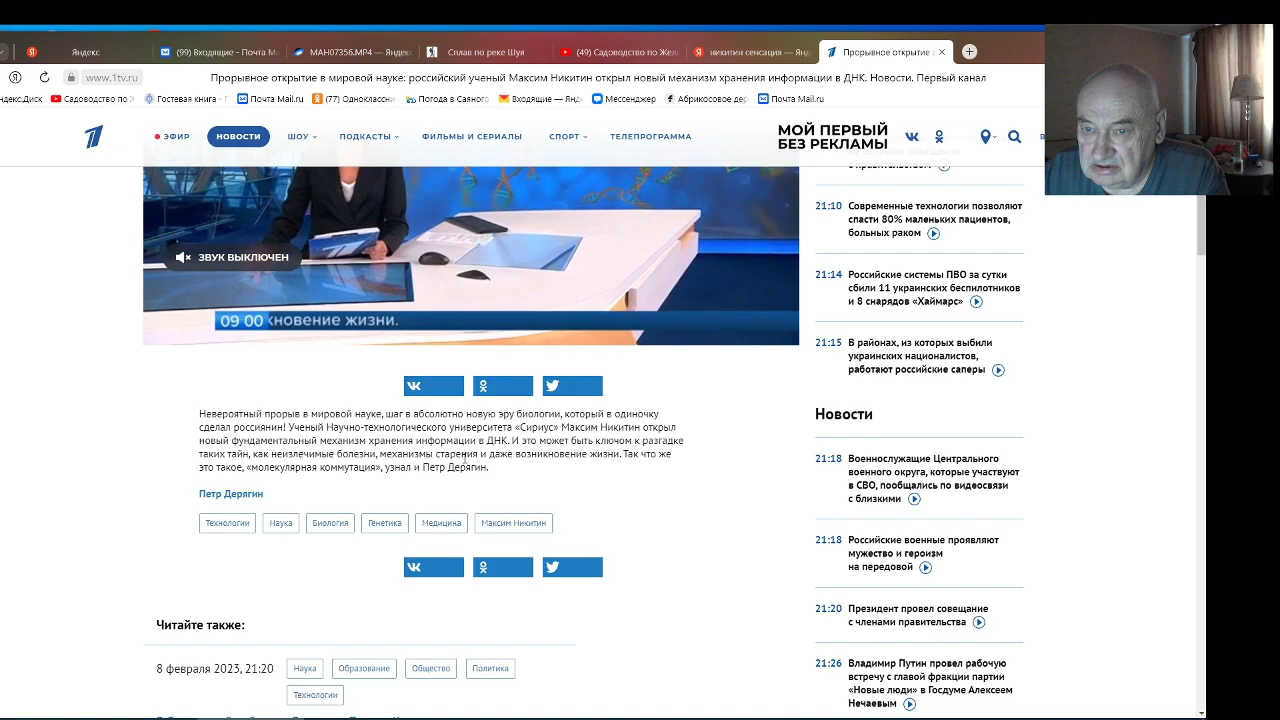 Яндекс
(99) Входящие - Почта M
МАН07356.MP4 — Яндекс
Сплав по реке Шуя
(49) Садоводство по Жел
никитин сенсация — Янд
Прорывное открытие в
www.1tv.ru
Прорывное открытие в мировой науке: российский ученый Максим Никитин открыл новый механизм хранения информации в ДНК. Новости. Первый канал
ндекс.Диск
Садоводство по Ж
Гостевая книга - Г
Почта Mail.ru
(77) Одноклассни
Погода в Саяного
Входящие — Янде
Мессенджер
Абрикосовое дер
Почта Mail.ru
ЭФИР
НОВОСТИ
ШОУ
ПОДКАСТЫ
ФИЛЬМЫ И СЕРИАЛЫ
СПОРТ
ТЕЛЕПРОГРАММА
МОЙ ПЕРВЫЙ
БЕЗ РЕКЛАМЫ
ЗВУК ВЫКЛЮЧЕН
09 00
кновение жизни.
Невероятный прорыв в мировой науке, шаг в абсолютно новую эру биологии, который в одиночку
сделал россиянин! Ученый Научно-технологического университета «Сириус» Максим Никитин открыл
новый фундаментальный механизм хранения информации в ДНК. И это может быть ключом к разгадке
таких тайн, как неизлечимые болезни, механизмы старения и даже возникновение жизни. Так что же
это такое, «молекулярная коммутация», узнал и Петр Дерягин.
Петр Дерягин
Технологии
Наука
Биология
Генетика
Медицина
Максим Никитин
Читайте также:
8 февраля 2023, 21:20
Наука
Образование
Общество
Политика
Технологии
21:10 Современные технологии позволяют
спасти 80% маленьких пациентов,
больных раком
21:14 Российские системы ПВО за сутки
сбили 11 украинских беспилотников
и 8 снарядов «Хаймарс»
21:15 В районах, из которых выбили
украинских националистов,
работают российские саперы
Новости
21:18 Военнослужащие Центрального
военного округа, которые участвуют
в СВО, пообщались по видеосвязи
с близкими
21:18 Российские военные проявляют
мужество и героизм
на передовой
21:20 Президент провел совещание
с членами правительства
21:26 Владимир Путин провел рабочую
встречу с главой фракции партии
«Новые люди» в Госдуме Алексеем
Нечаевым